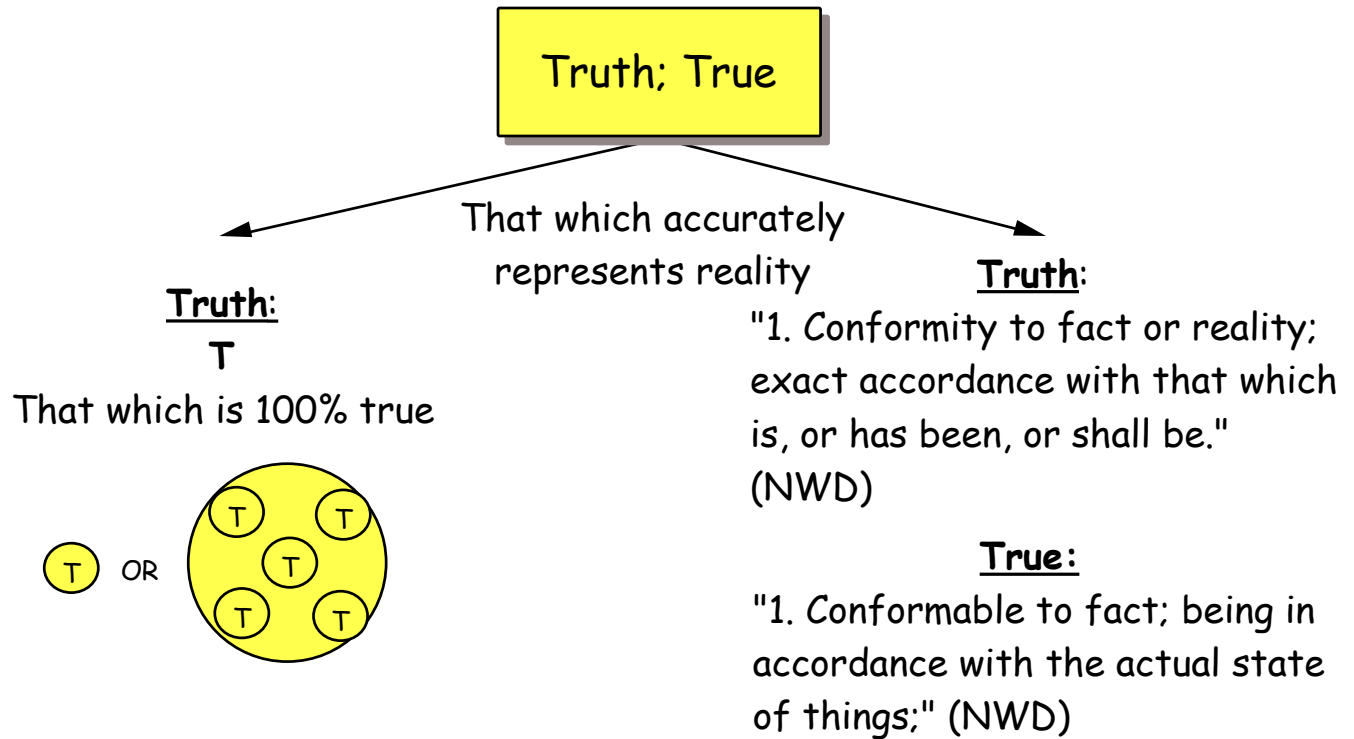 Truth; True
That which accurately
represents reality
Truth:
T
That which is 100% true
T OR
T T
T
T T
Truth:
"1. Conformity to fact or reality;
exact accordance with that which
is, or has been, or shall be."
(NWD)
True:
"1. Conformable to fact; being in
accordance with the actual state
of things;" (NWD)